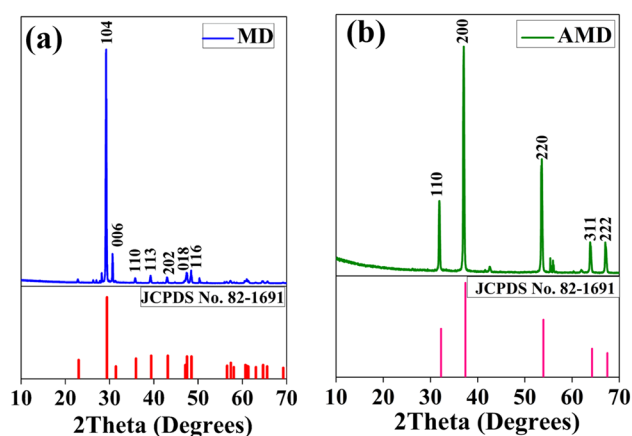 (a)
MD
104
006
110
113
202
018
116
JCPDS No. 82-1691
10 20 30 40 50 60 70
2Theta (Degrees)
(b)
AMD
200
110
220
311
222
JCPDS No. 82-1691
10 20 30 40 50 60 70
2Theta (Degrees)